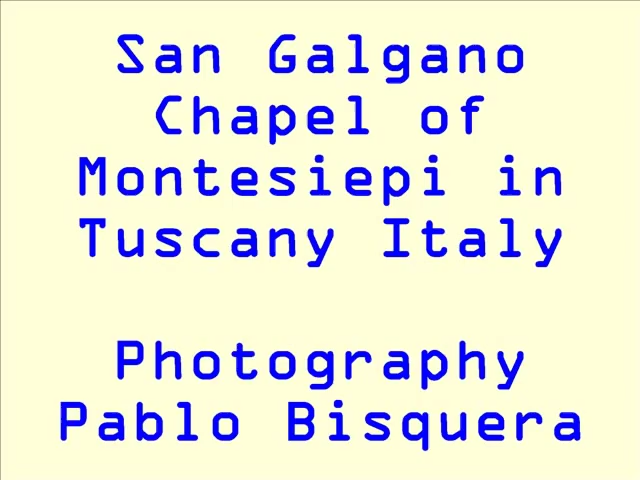 San Galgano
Chapel of
Montesiepi in
Tuscany Italy
Photography
Pablo Bisquera